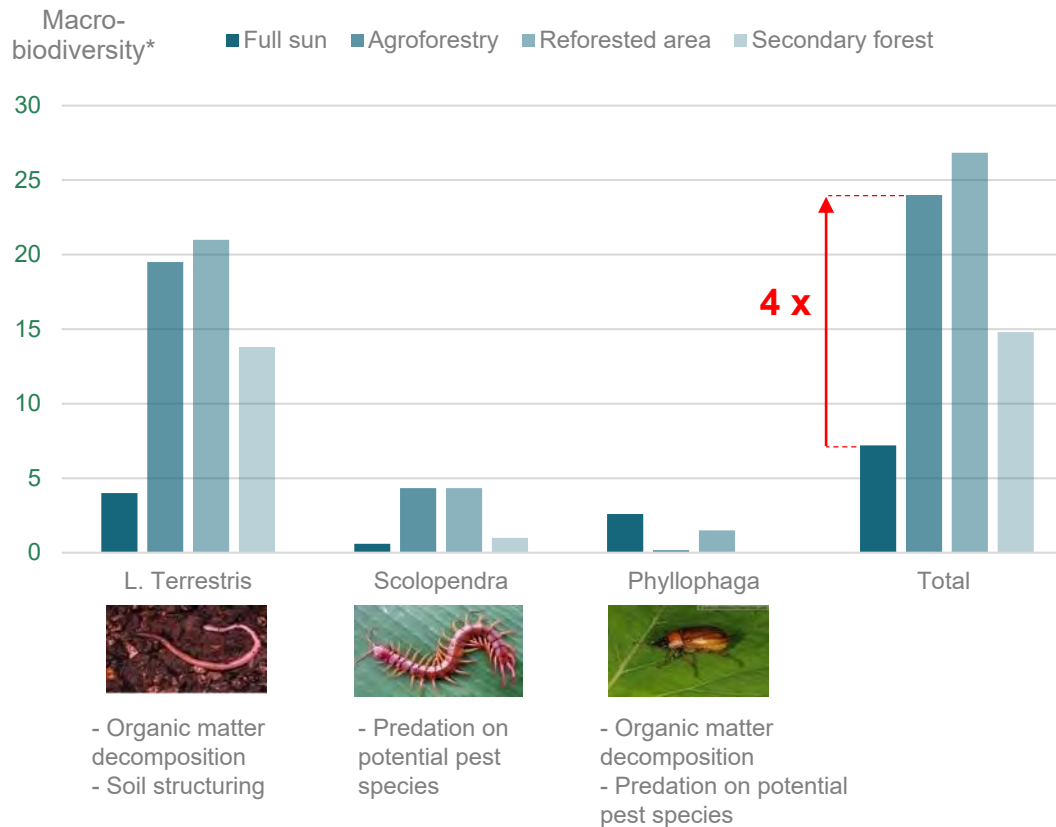 Macro-
biodiversity*
Full sun Agroforestry Reforested area Secondary forest
30
25
20
15
10
5
0
4 x
L. Terrestris Scolopendra Phyllophaga Total
- Organic matter
decomposition
- Soil structuring
- Predation on
potential pest
species
- Organic matter
decomposition
- Predation on potential
pest species